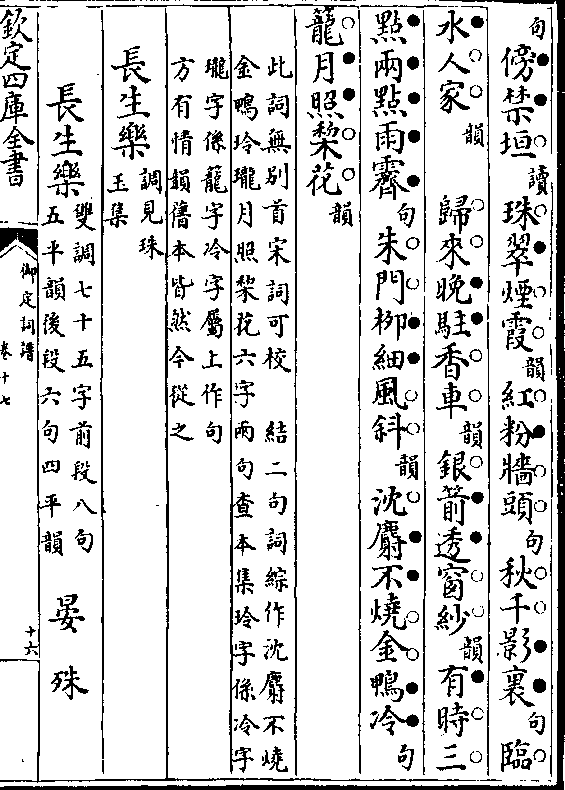 句傍禁垣讀珠翠煙霞韻紅粉牆頭句秋千影裏句臨
水人家韻歸來晚駐香車韻銀箭透窗紗韻有時三
點兩點雨霽句朱門柳細風斜韻沈麝不燒金鴨冷句
籠月照棃花韻
此詞無别首宋詞可校結二句詞綜作沈麝不燒
金鴨玲瓏月照棃花六字兩句查本集玲字係冷字
瓏字係籠字冷字屬上作句
方有情韻舊本皆然今從之
長生樂調見珠
玉集
長生樂雙調七十五字前段八句
五平韻後段六句四平韻晏殊
欽定四庫全書
御定詞譜
卷十七
十六